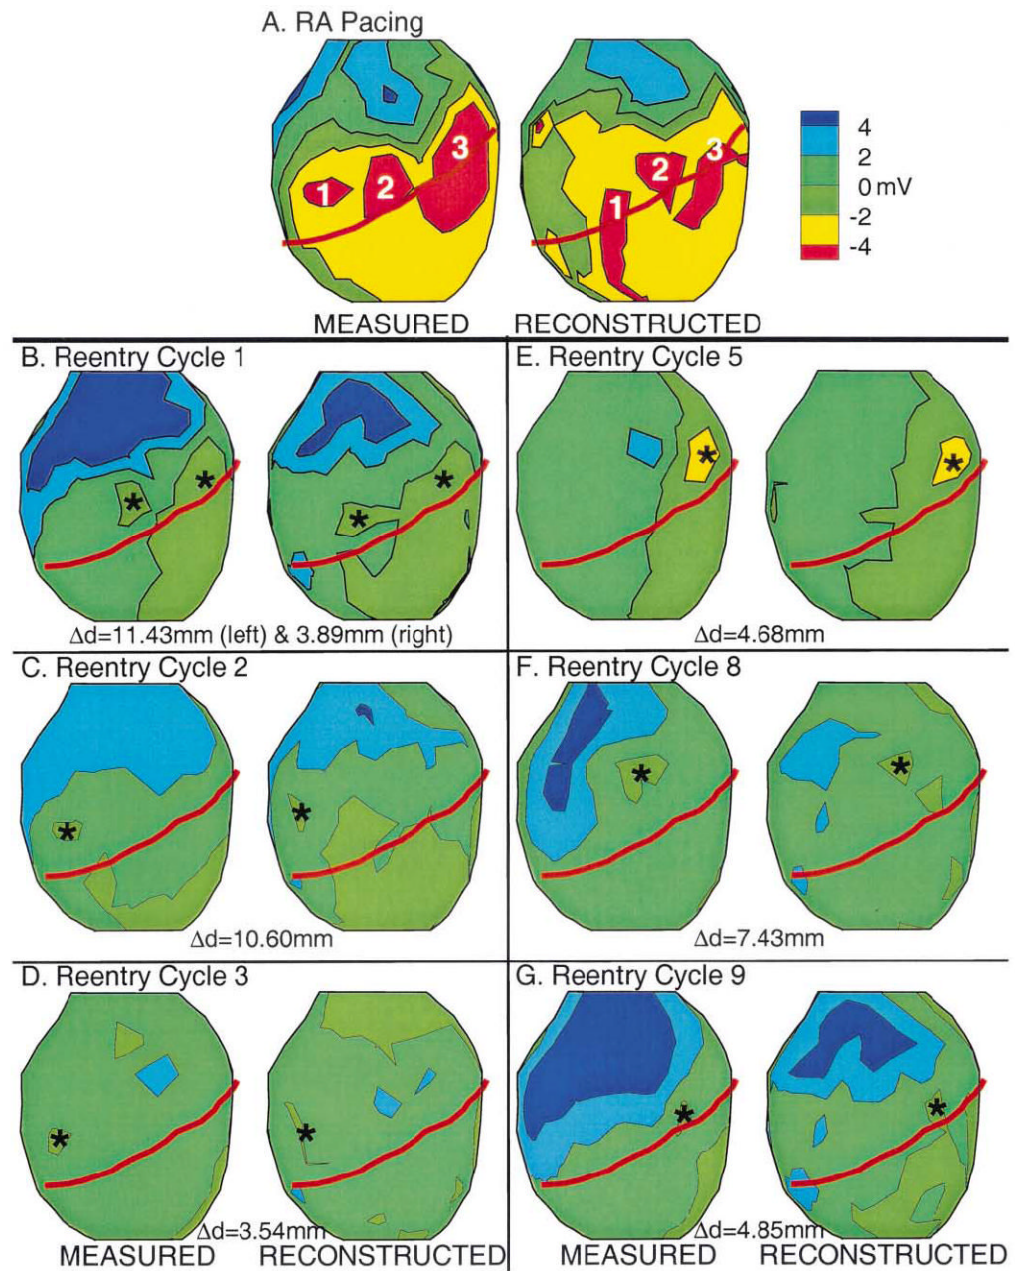 A. RA Pacing
1
2
3
1
2
3
4
2
0 mV
-2
-4
MEASURED
RECONSTRUCTED
B. Reentry Cycle 1
*
*
*
*
Δd=11.43mm (left) & 3.89mm (right)
E. Reentry Cycle 5
*
*
Δd=4.68mm
C. Reentry Cycle 2
*
*
Δd=10.60mm
F. Reentry Cycle 8
*
*
Δd=7.43mm
D. Reentry Cycle 3
*
*
Δd=3.54mm
MEASURED
RECONSTRUCTED
G. Reentry Cycle 9
*
*
Δd=4.85mm
MEASURED
RECONSTRUCTED